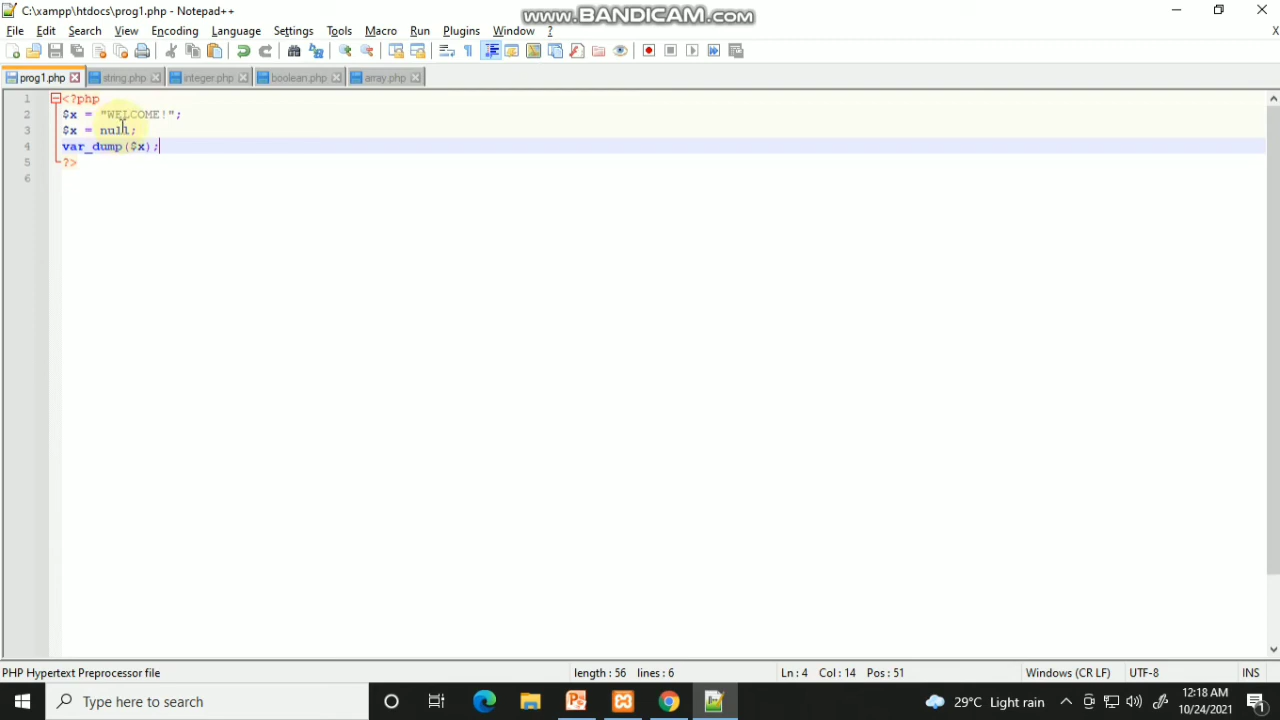 C:\xampp\htdocs\prog1.php - Notepad++
www.BANDICAM.com
File Edit Search View Encoding Language Settings Tools Macro Run Plugins Window ?
X
prog1.php string.php integer.php boolean.php array.php
1 <?php
2 $x = "WELCOME!";
3 $x = null;
4 var_dump($x);
5 ?>
6
PHP Hypertext Preprocessor file length : 56 lines : 6 Ln : 4 Col : 14 Pos : 51 Windows (CR LF) UTF-8 INS
Type here to search
29°C Light rain
12:18 AM
10/24/2021
1